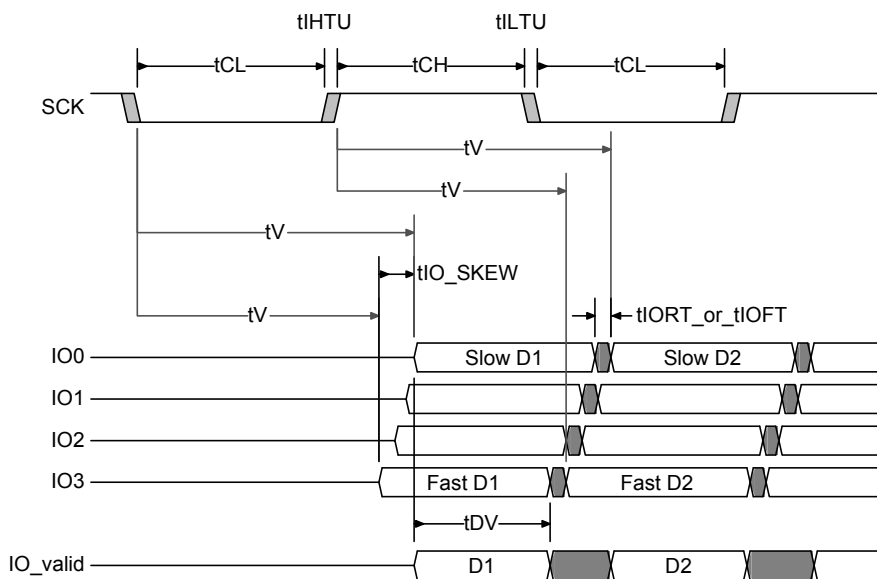 tIHTU tILTU
tCL tCH tCL
SCK
tV
tV
tV
tIO_SKEW
tV tIORT_or_tIOFT
IO0 Slow D1 Slow D2
IO1
IO2
IO3 Fast D1 Fast D2
tDV
IO_valid D1 D2